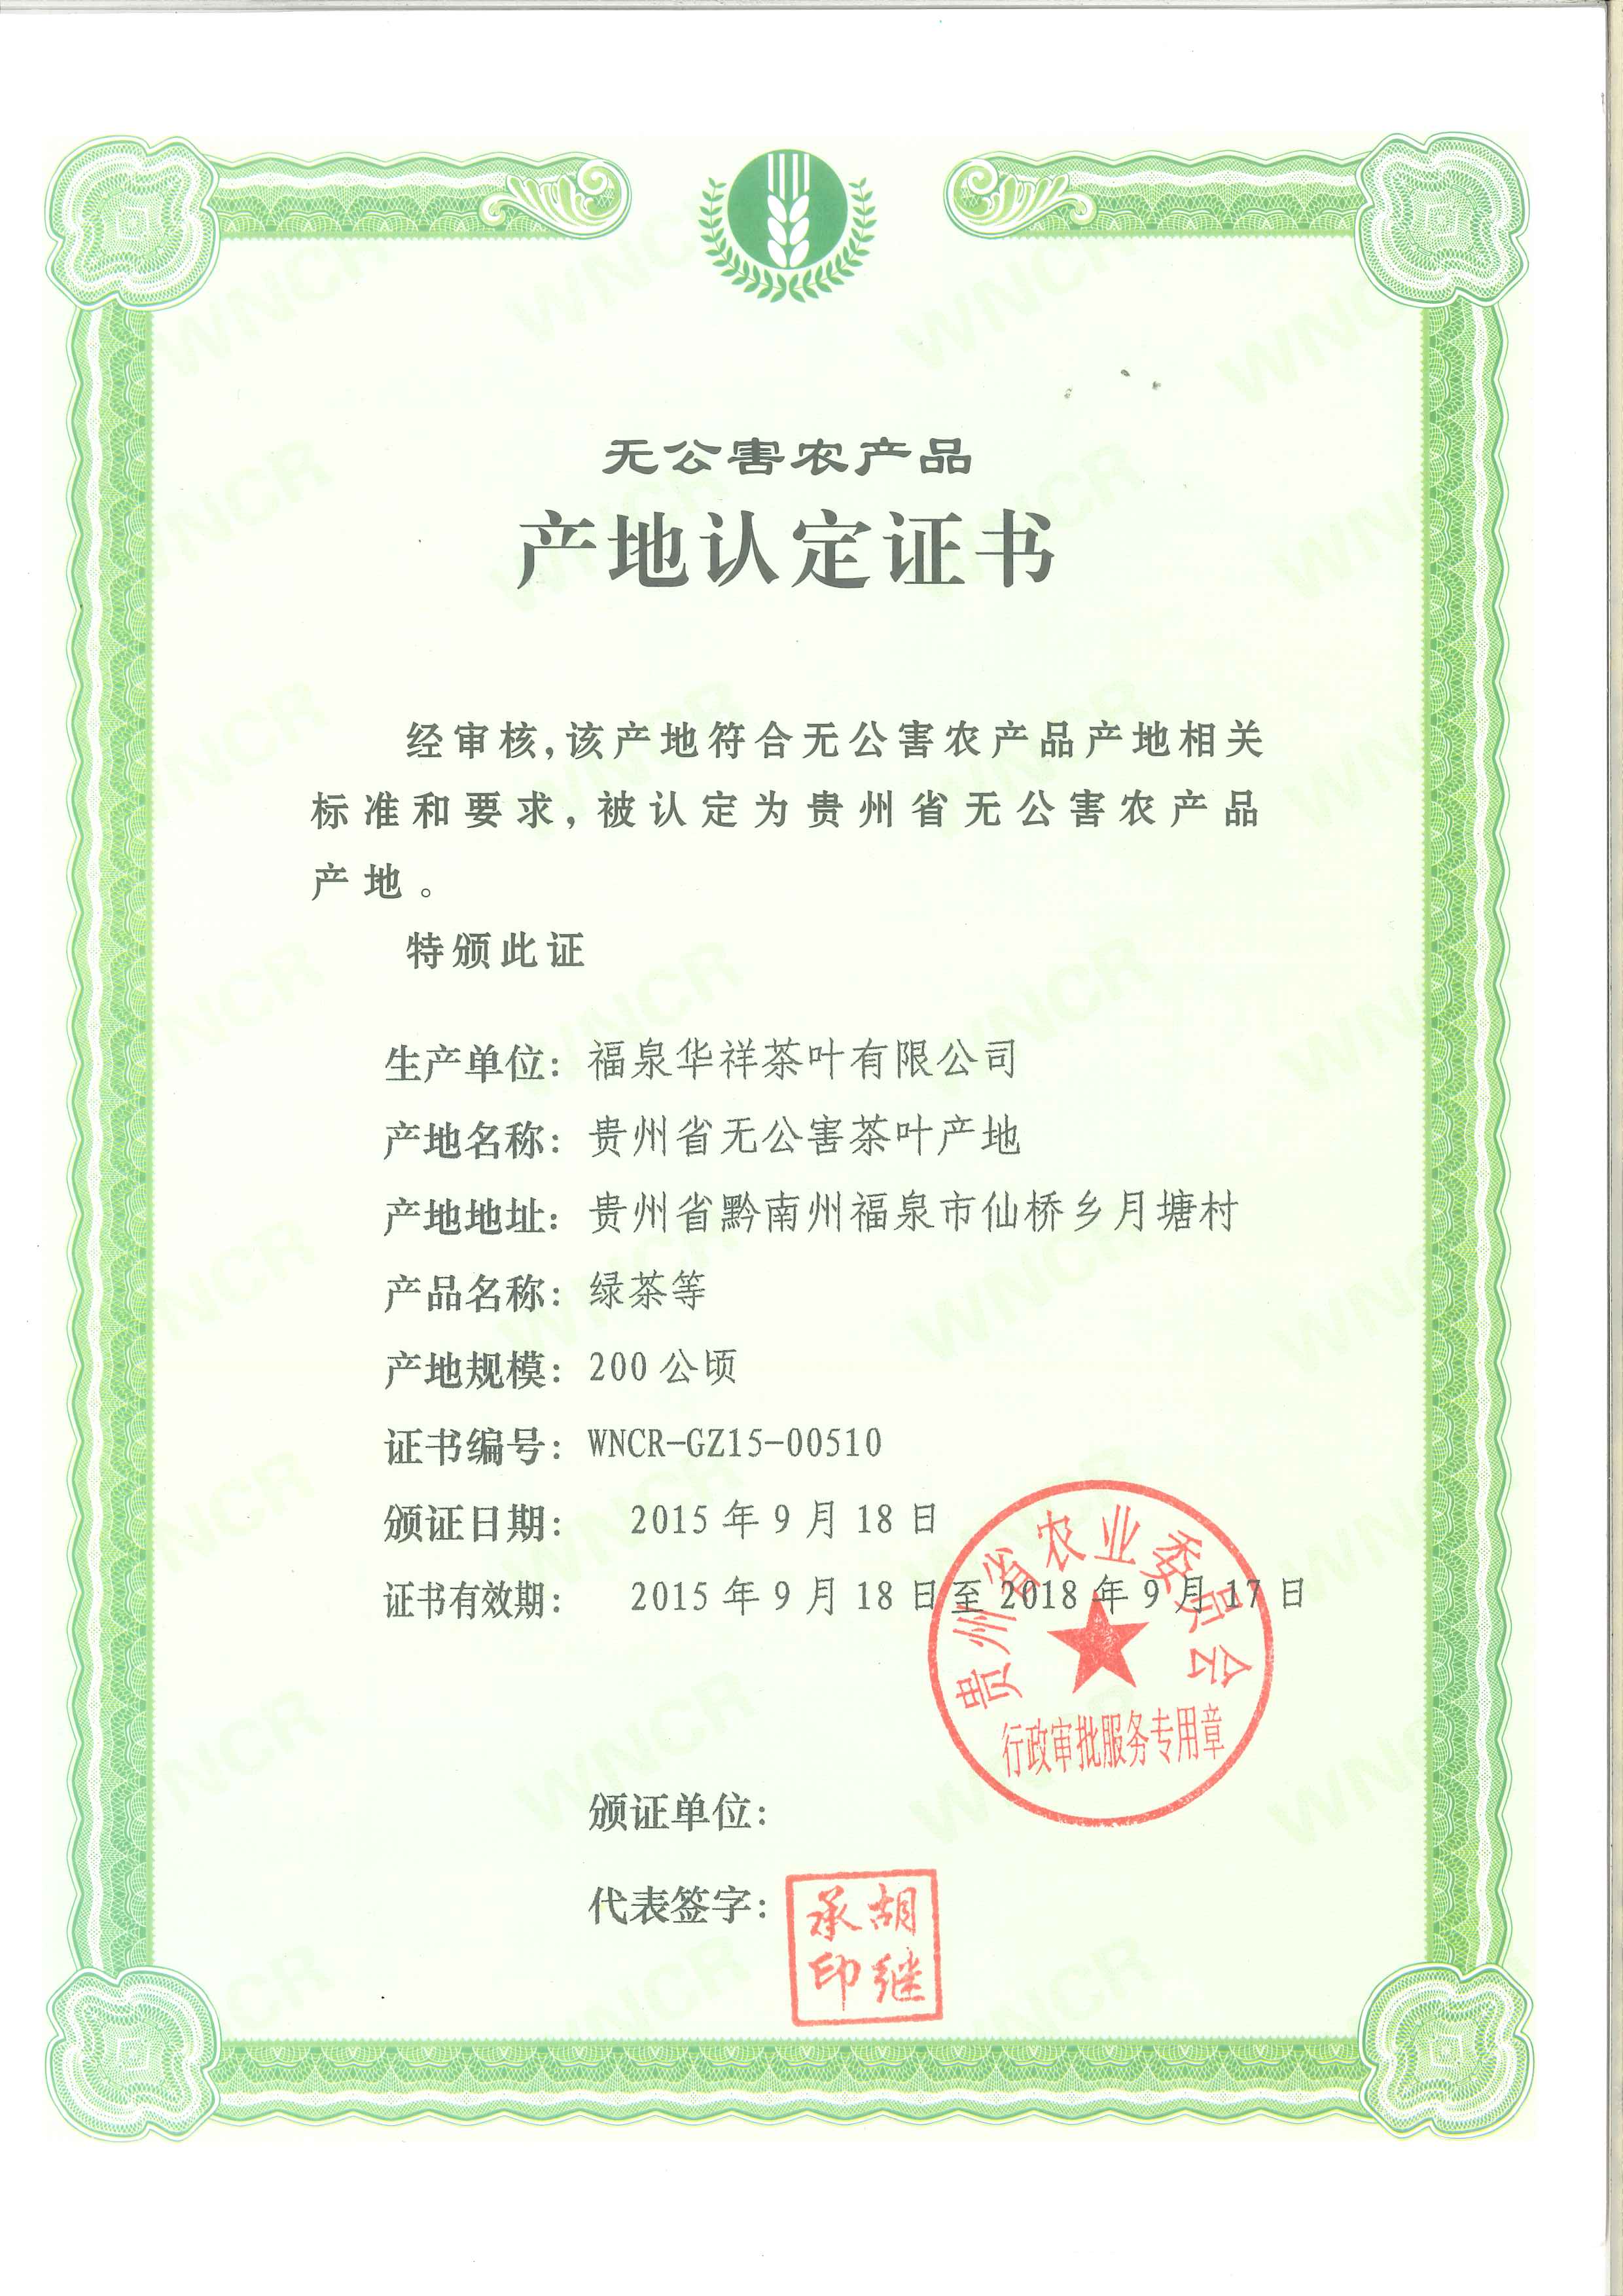 无公害农产品
产地认定证书
经审核,该产地符合无公害农产品产地相关
标准和要求,被认定为贵州省无公害农产品
产地。
特颁此证
生产单位: 福泉华祥茶叶有限公司
产地名称: 贵州省无公害茶叶产地
产地地址: 贵州省黔南州福泉市仙桥乡月塘村
产品名称: 绿茶等
产地规模: 200 公顷
证书编号: WNCR-GZ15-00510
颁证日期: 2015 年 9 月 18 日
证书有效期: 2015 年 9 月 18 日至 2018 年 9 月 17 日
贵州省农业委员会
行政审批服务专用章
颁证单位:
代表签字:
胡继承印